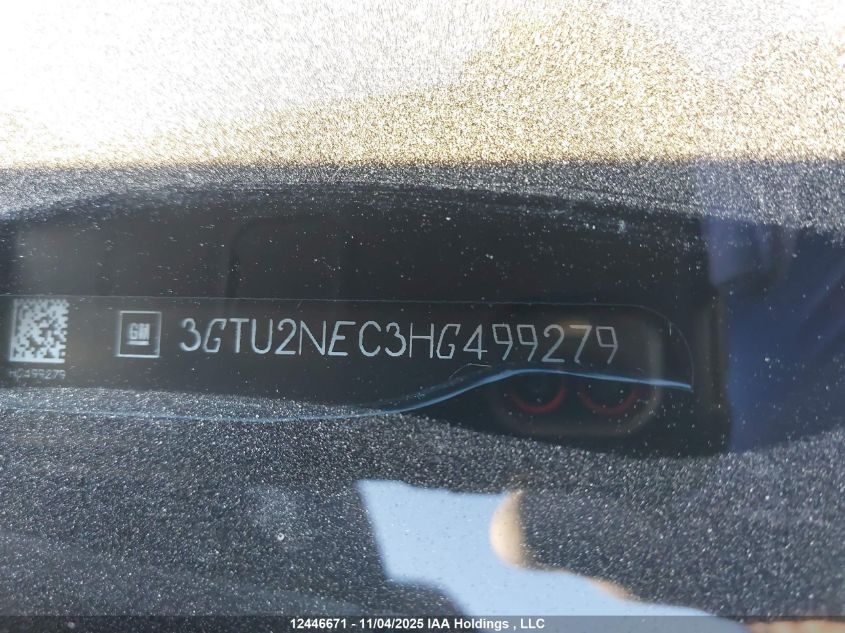 GM 3GTU2NEC3HG499279
HG499279
12446671 - 11/04/2025 IAA Holdings , LLC